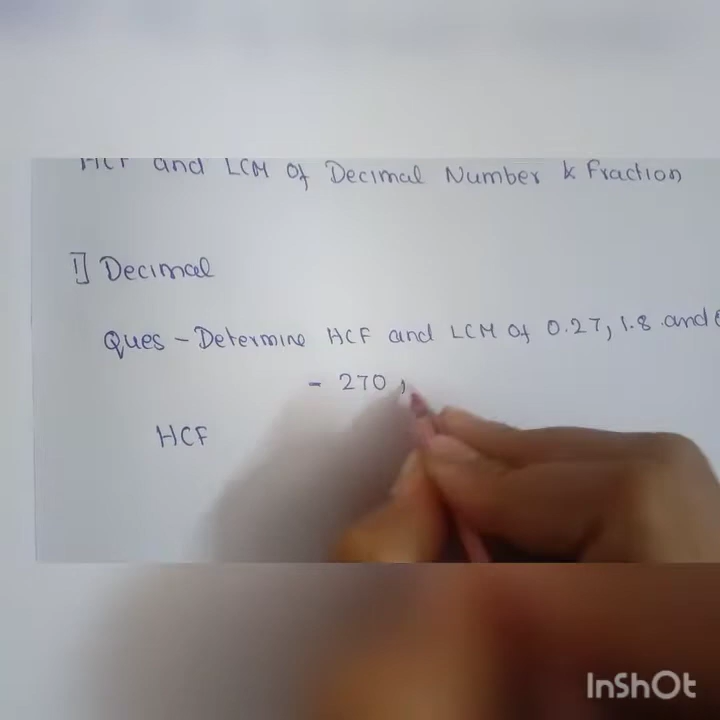 HCF and LCM Of Decimal Number & Fraction
1] Decimal
Ques - Determine HCF and LCM Of 0.27, 1.8 and
- 270 ,
HCF
InShOt